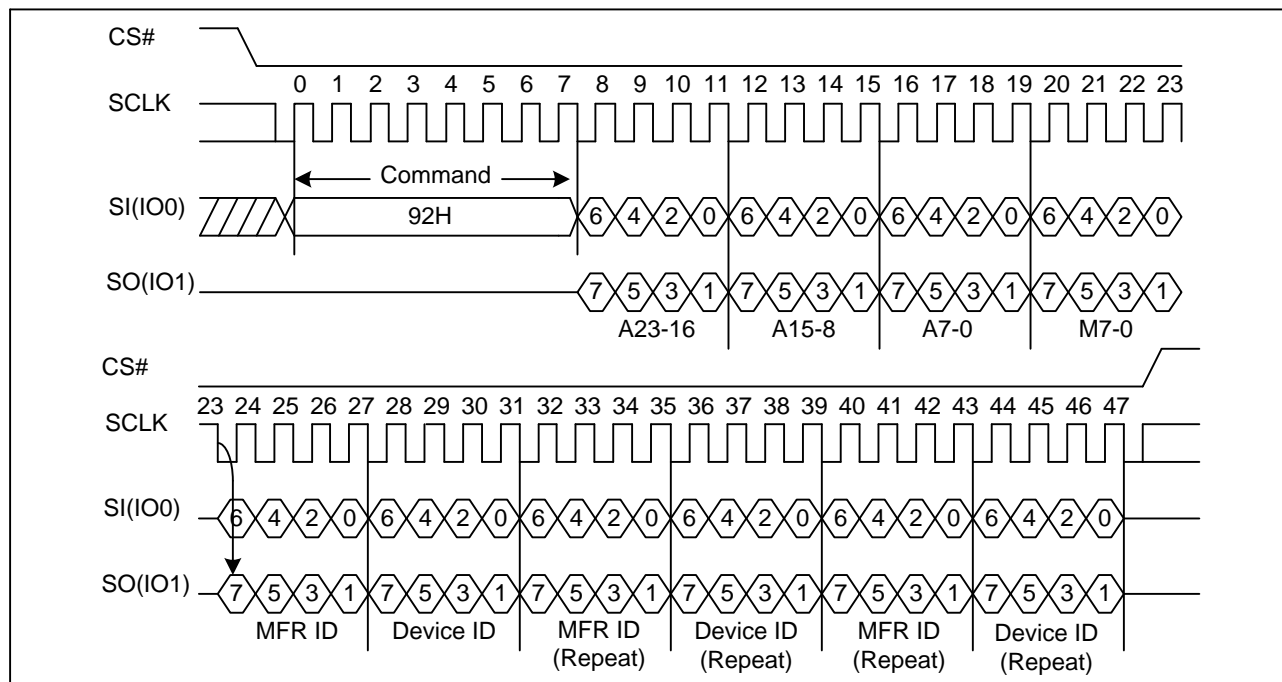 CS#
0 1 2 3 4 5 6 7 8 9 10 11 12 13 14 15 16 17 18 19 20 21 22 23
SCLK
Command
SI(IO0) 92H 6 4 2 0 6 4 2 0 6 4 2 0 6 4 2 0
SO(IO1) 7 5 3 1 7 5 3 1 7 5 3 1 7 5 3 1
A23-16 A15-8 A7-0 M7-0
CS#
23 24 25 26 27 28 29 30 31 32 33 34 35 36 37 38 39 40 41 42 43 44 45 46 47
SCLK
SI(IO0) 6 4 2 0 6 4 2 0 6 4 2 0 6 4 2 0 6 4 2 0 6 4 2 0
SO(IO1) 7 5 3 1 7 5 3 1 7 5 3 1 7 5 3 1 7 5 3 1 7 5 3 1
MFR ID Device ID MFR ID Device ID MFR ID Device ID
(Repeat) (Repeat) (Repeat) (Repeat)